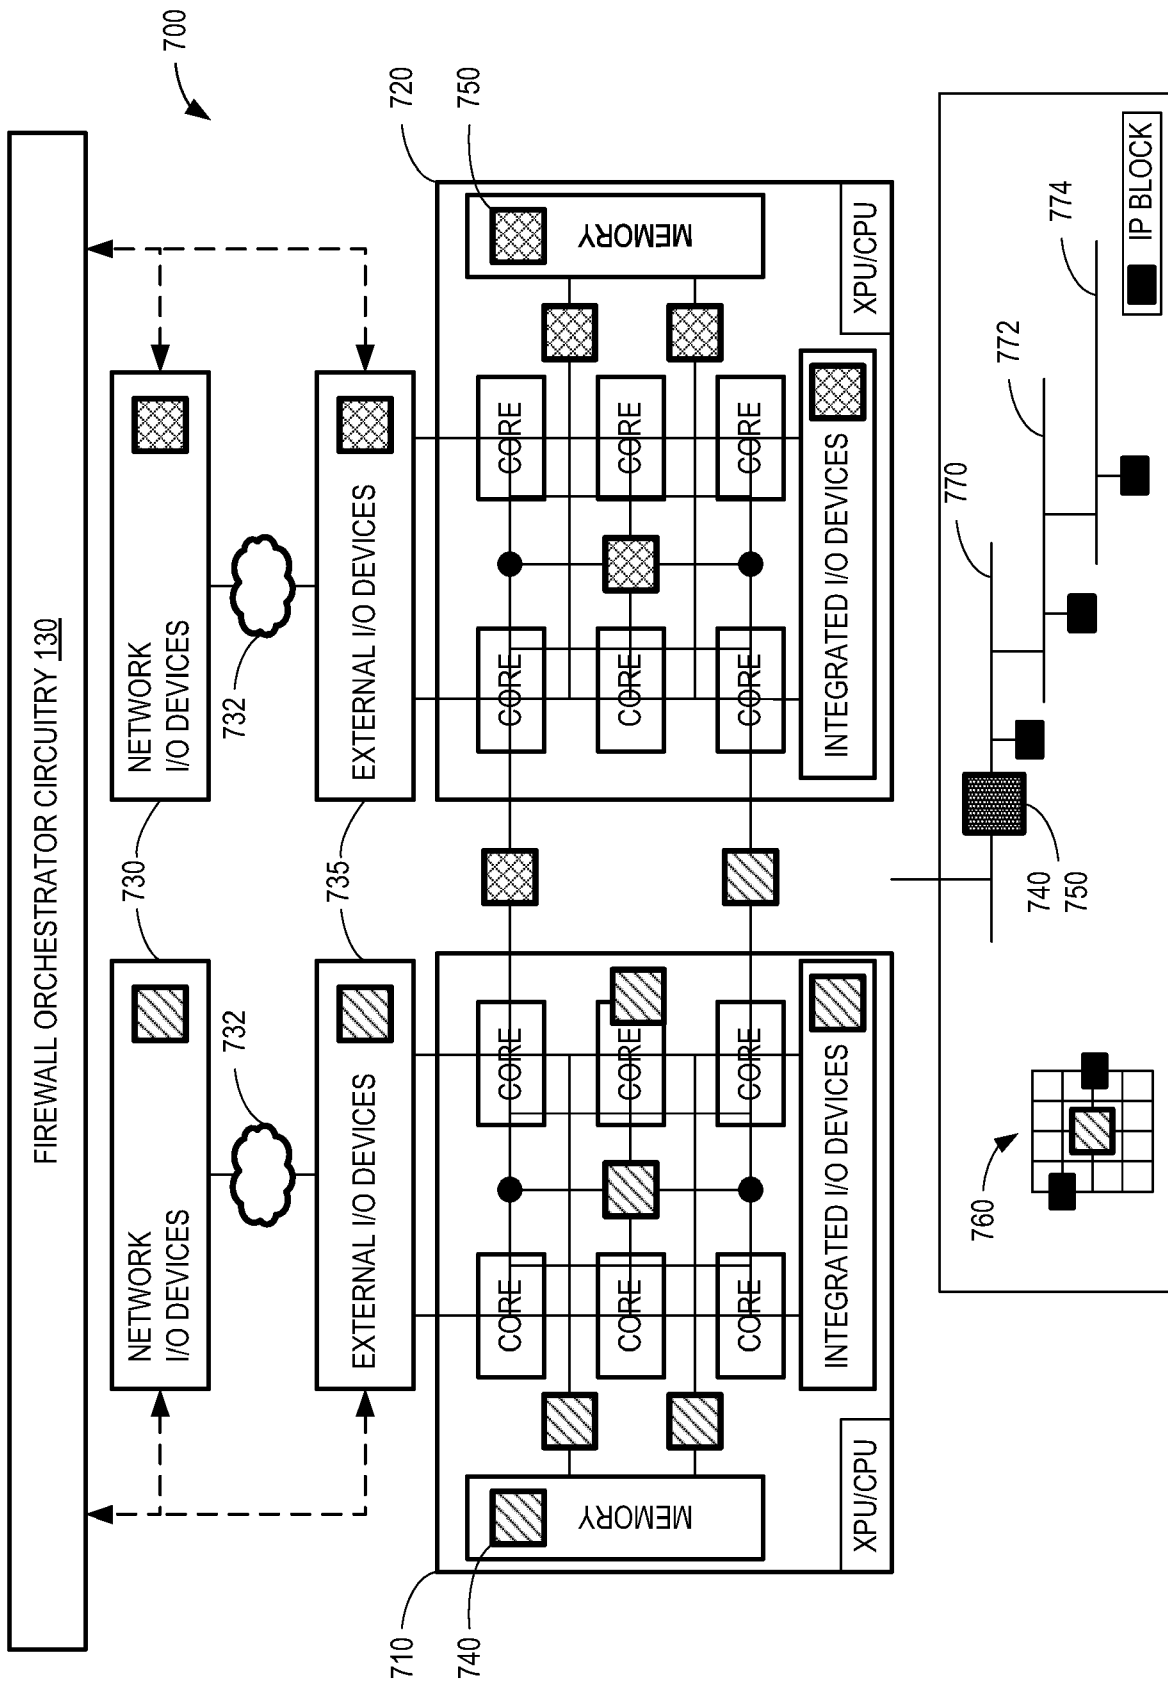 FIREWALL ORCHESTRATOR CIRCUITRY 130
700
NETWORK
I/O DEVICES
730
NETWORK
I/O DEVICES
732
732
EXTERNAL I/O DEVICES
735
EXTERNAL I/O DEVICES
710
740
720
750
MEMORY
CORE
CORE
CORE
CORE
CORE
CORE
INTEGRATED I/O DEVICES
XPU/CPU
MEMORY
CORE
CORE
CORE
CORE
CORE
CORE
INTEGRATED I/O DEVICES
XPU/CPU
760
740
750
770
772
774
IP BLOCK